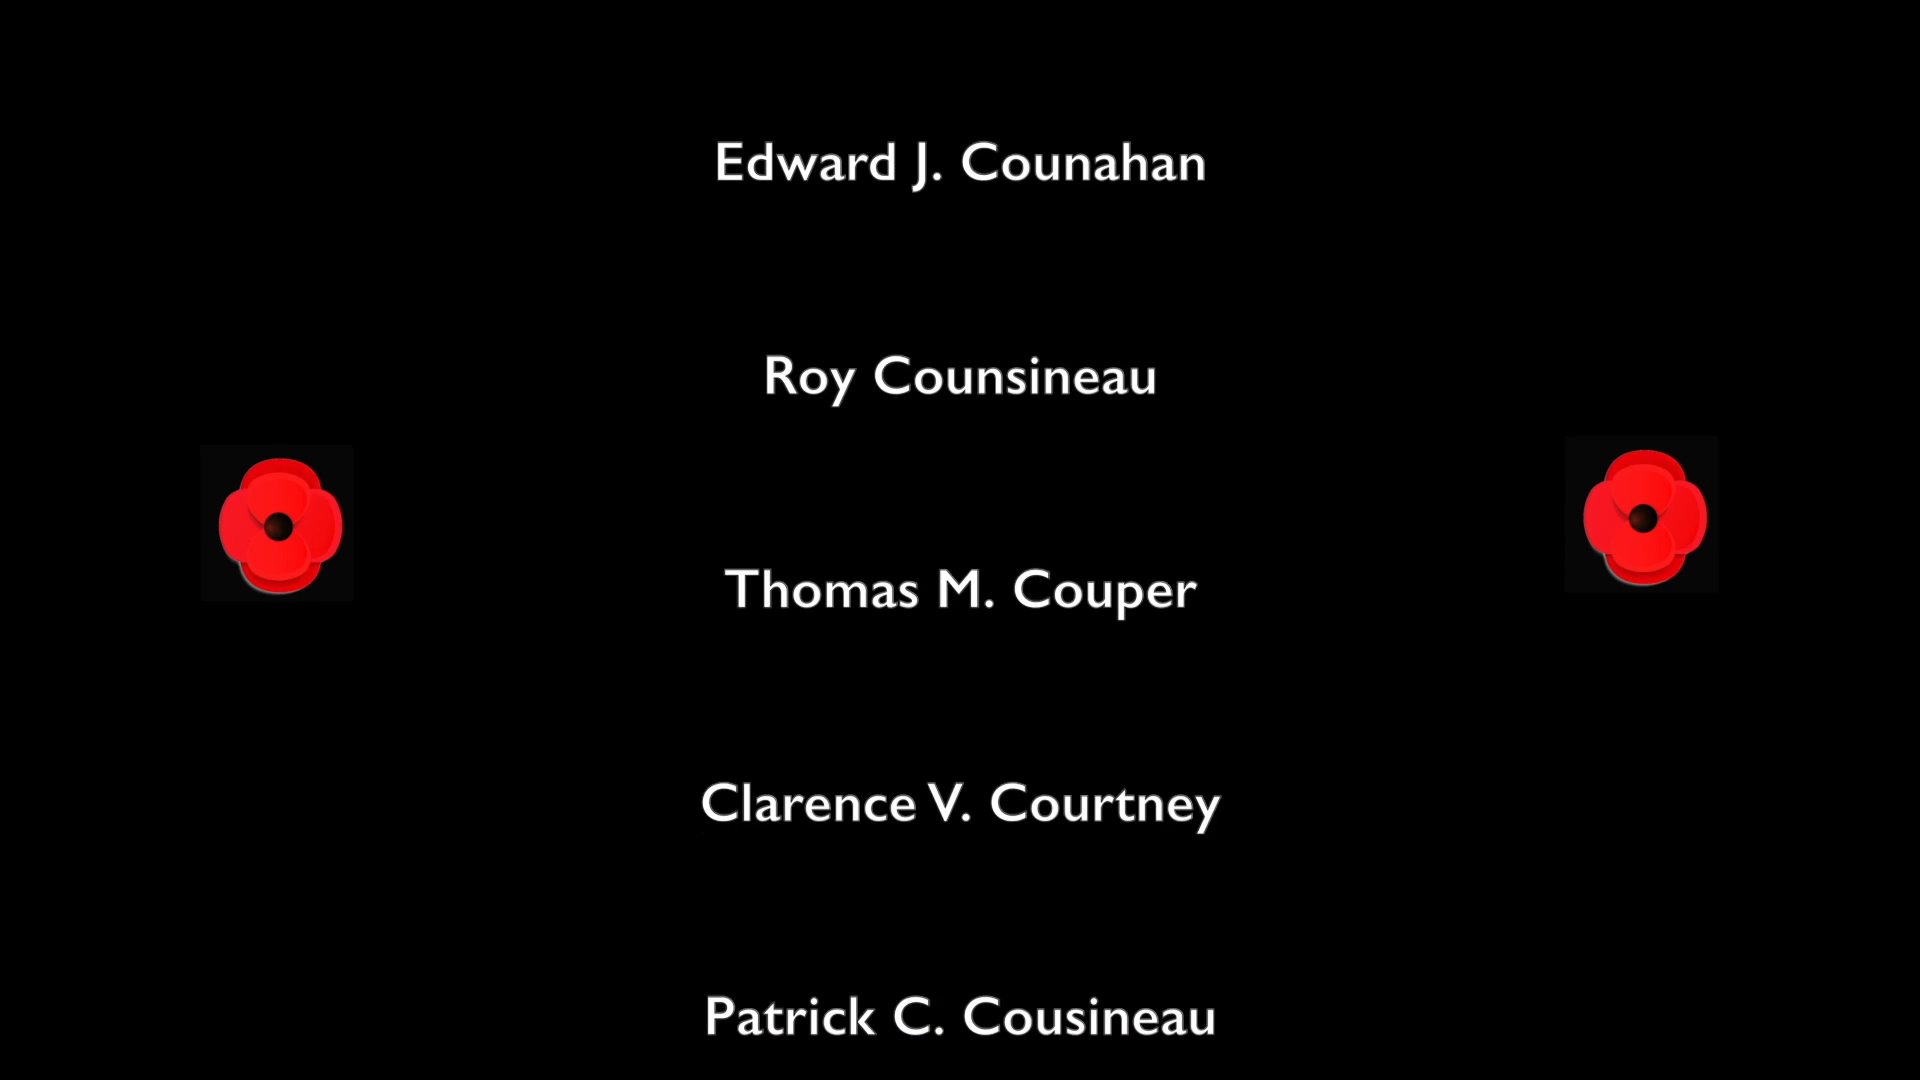 Edward J. Counahan
Roy Counsineau
Thomas M. Couper
Clarence V. Courtney
Patrick C. Cousineau